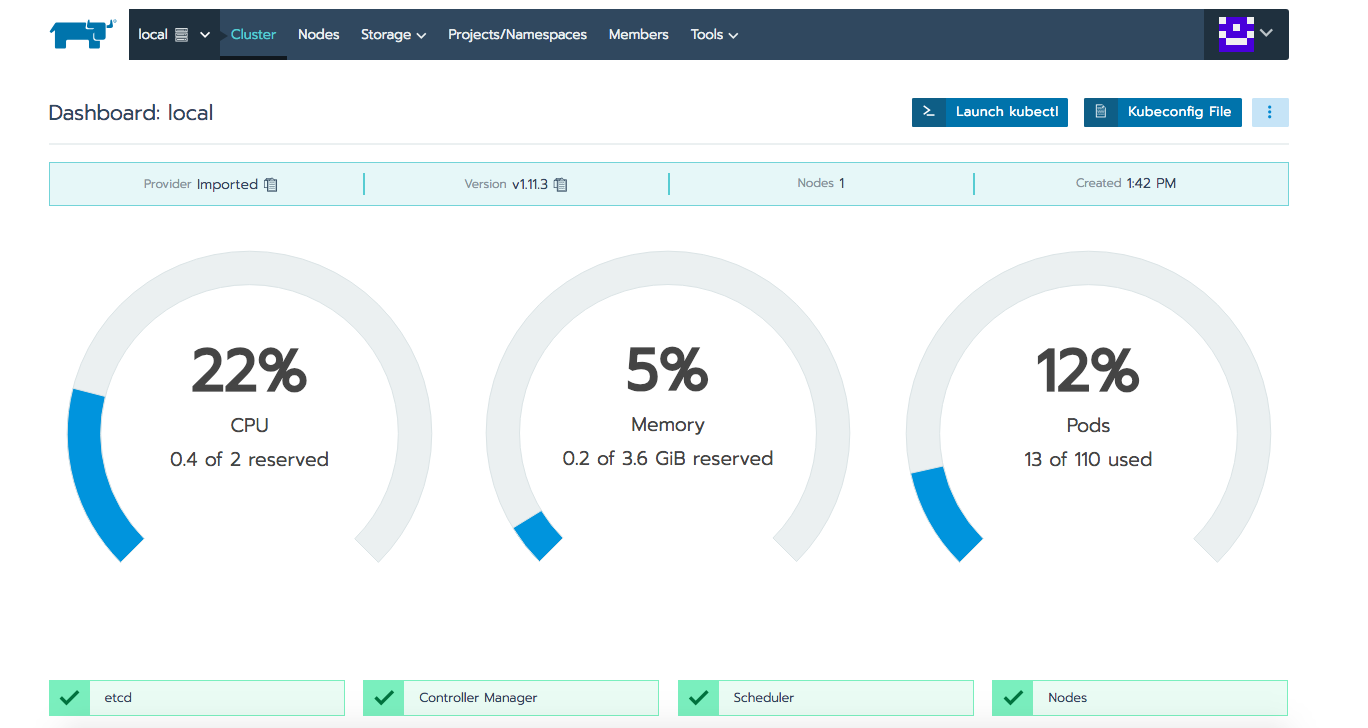 local Cluster Nodes Storage Projects/Namespaces Members Tools
Dashboard: local
Launch kubectl
Kubeconfig File
Provider Imported
Version v1.11.3
Nodes 1
Created 1:42 PM
22%
CPU
0.4 of 2 reserved
5%
Memory
0.2 of 3.6 GiB reserved
12%
Pods
13 of 110 used
etcd
Controller Manager
Scheduler
Nodes